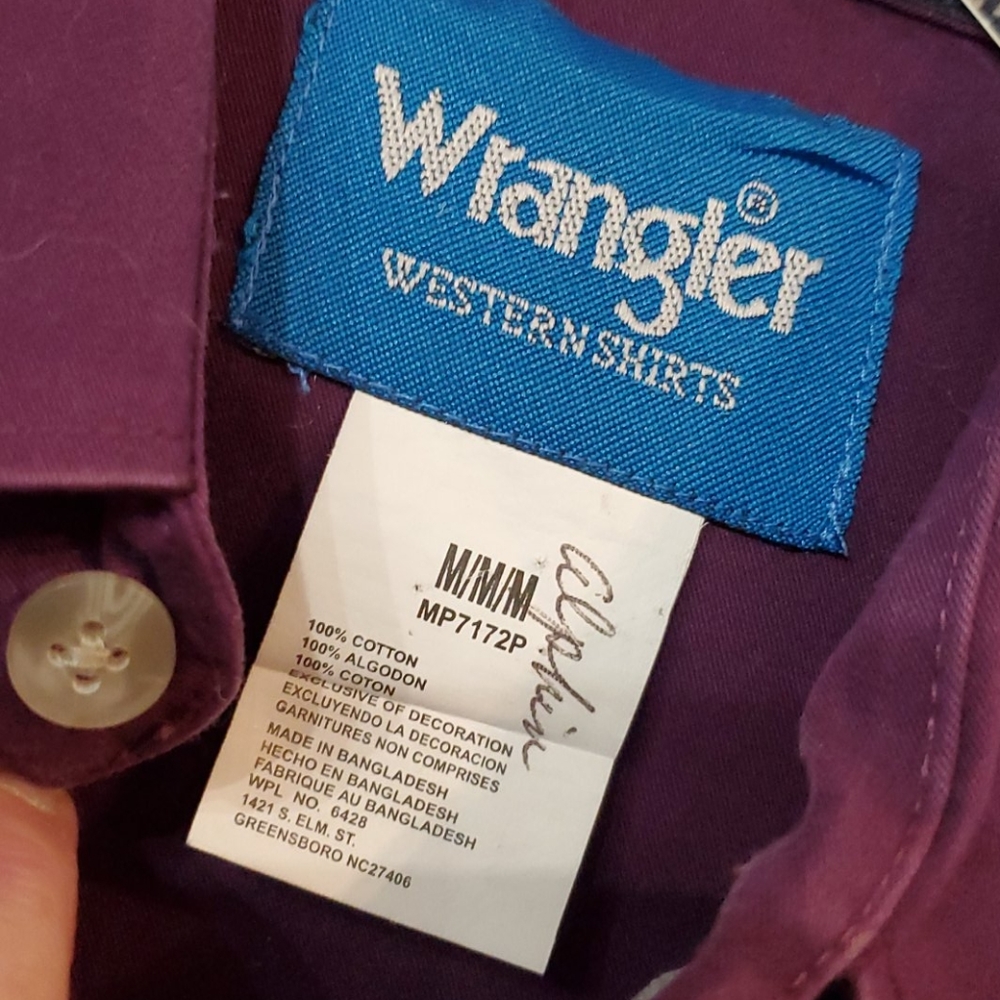 Wrangler®
WESTERN SHIRTS
M/M/M
MP7172P
100% COTTON
100% ALGODON
100% COTON
EXCLUSIVE OF DECORATION
EXCLUYENDO LA DECORACION
GARNITURES NON COMPRISES
MADE IN BANGLADESH
HECHO EN BANGLADESH
FABRIQUE AU BANGLADESH
WPL NO. 6428
1421 S. ELM. ST.
GREENSBORO NC27406